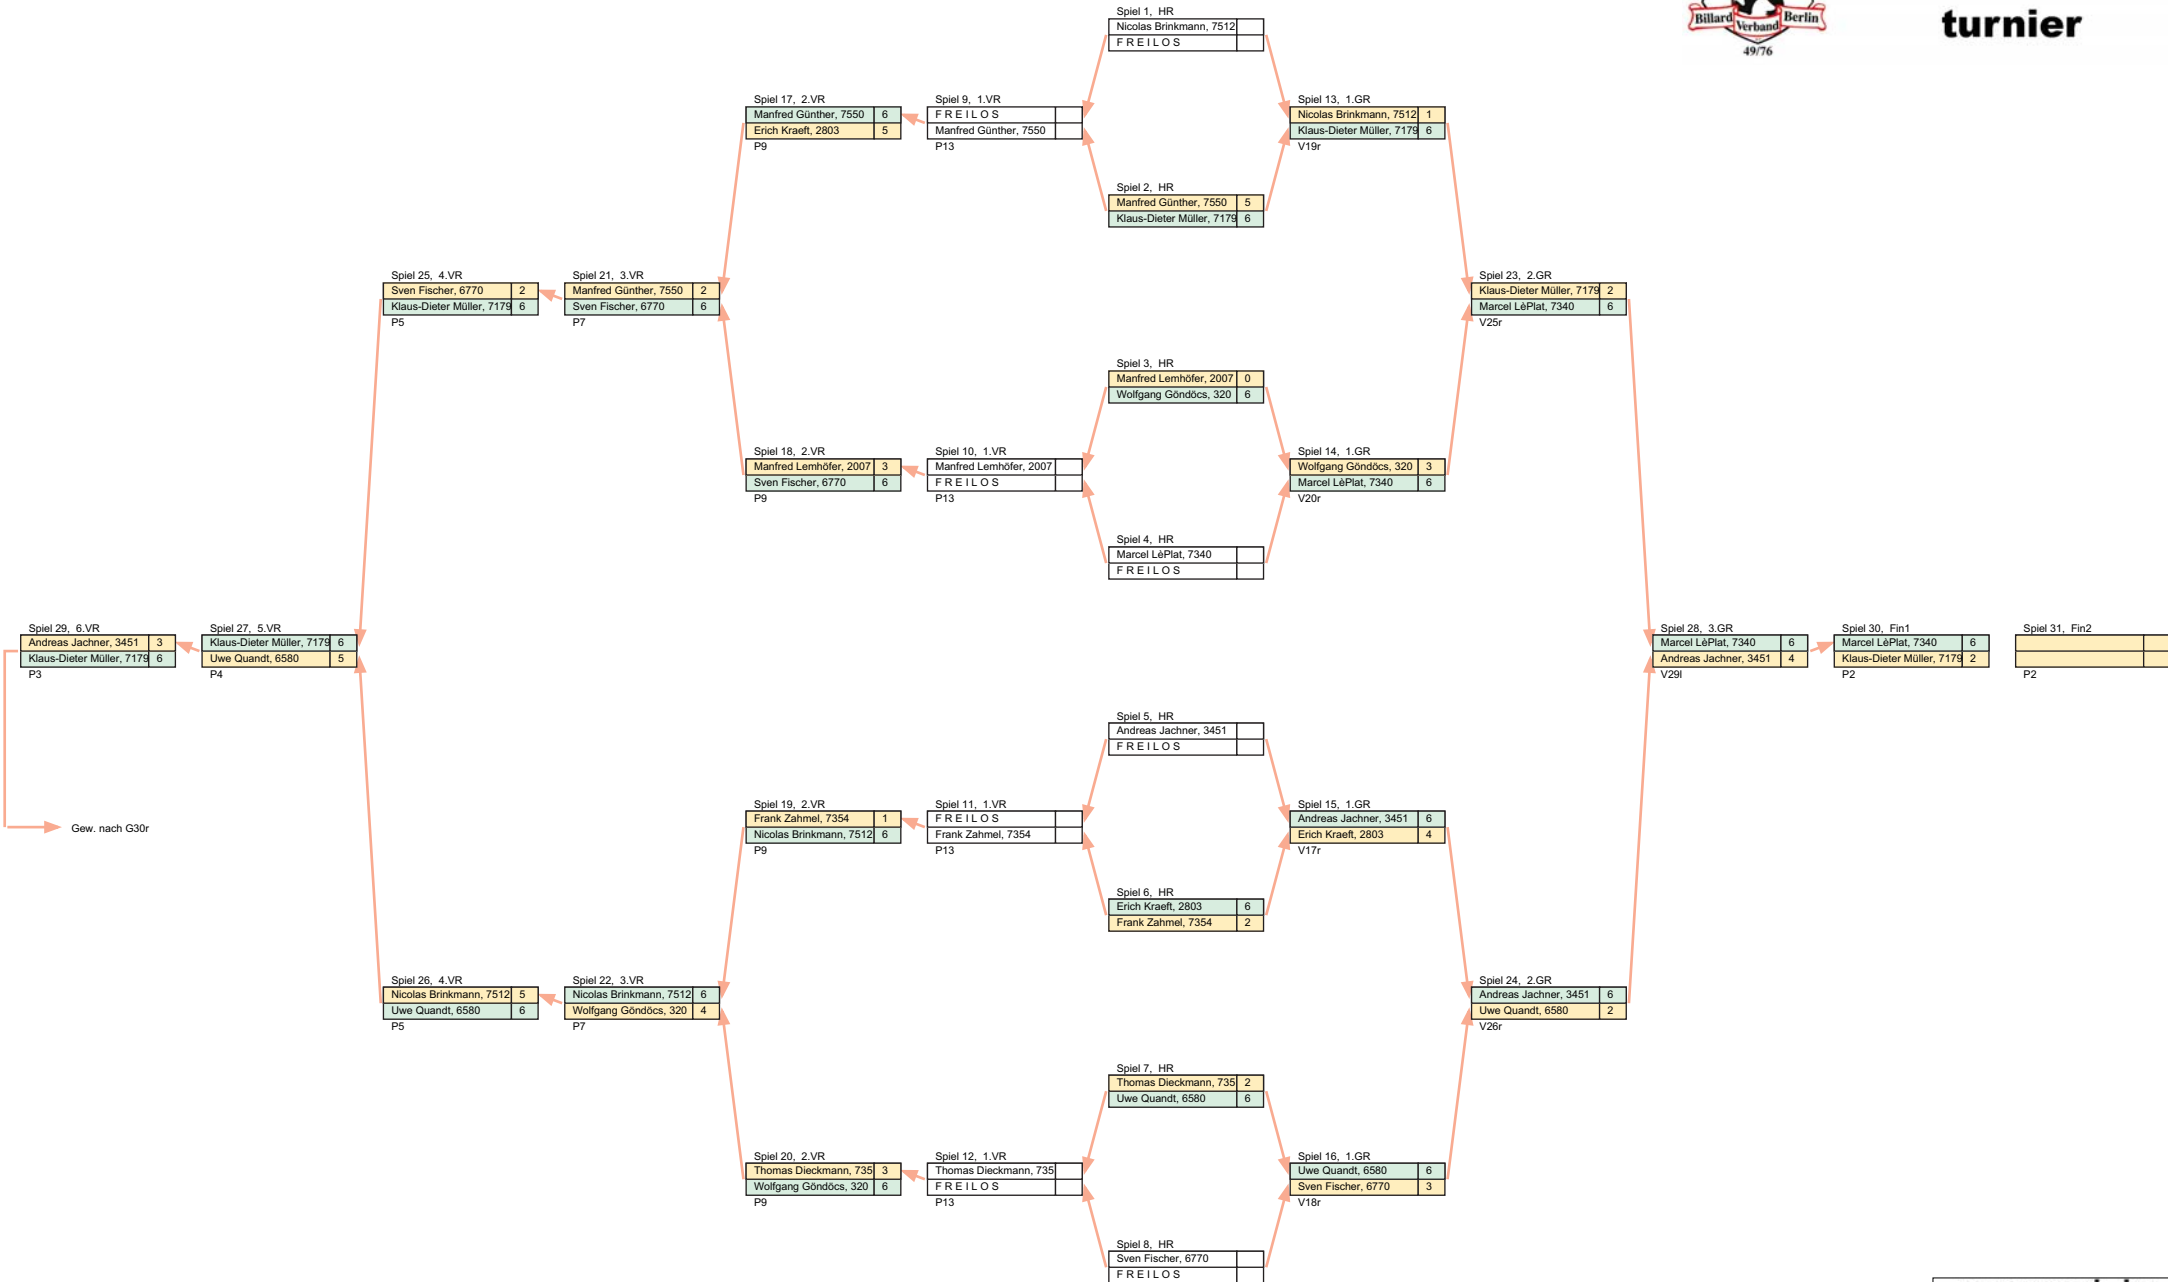 Billard Verband Berlin
49/76
turnier
Spiel 1, HR
Nicolas Brinkmann, 7512
F R E I L O S
Spiel 17, 2.VR
Manfred Günther, 7550 6
Erich Kraeft, 2803 5
P9
Spiel 9, 1.VR
F R E I L O S
Manfred Günther, 7550
P13
Spiel 13, 1.GR
Nicolas Brinkmann, 7512 1
Klaus-Dieter Müller, 7179 6
V19r
Spiel 2, HR
Manfred Günther, 7550 5
Klaus-Dieter Müller, 7179 6
Spiel 25, 4.VR
Sven Fischer, 6770 2
Klaus-Dieter Müller, 7179 6
P5
Spiel 21, 3.VR
Manfred Günther, 7550 2
Sven Fischer, 6770 6
P7
Spiel 23, 2.GR
Klaus-Dieter Müller, 7179 2
Marcel LèPlat, 7340 6
V25r
Spiel 3, HR
Manfred Lemhöfer, 2007 0
Wolfgang Göndöcs, 320 6
Spiel 18, 2.VR
Manfred Lemhöfer, 2007 3
Sven Fischer, 6770 6
P9
Spiel 10, 1.VR
Manfred Lemhöfer, 2007
F R E I L O S
P13
Spiel 14, 1.GR
Wolfgang Göndöcs, 320 3
Marcel LèPlat, 7340 6
V20r
Spiel 4, HR
Marcel LèPlat, 7340
F R E I L O S
Spiel 29, 6.VR
Andreas Jachner, 3451 3
Klaus-Dieter Müller, 7179 6
P3
Spiel 27, 5.VR
Klaus-Dieter Müller, 7179 6
Uwe Quandt, 6580 5
P4
Spiel 28, 3.GR
Marcel LèPlat, 7340 6
Andreas Jachner, 3451 4
V29l
Spiel 30, Fin1
Marcel LèPlat, 7340 6
Klaus-Dieter Müller, 7179 2
P2
Spiel 31, Fin2
P2
Spiel 5, HR
Andreas Jachner, 3451
F R E I L O S
Gew. nach G30r
Spiel 19, 2.VR
Frank Zahmel, 7354 1
Nicolas Brinkmann, 7512 6
P9
Spiel 11, 1.VR
F R E I L O S
Frank Zahmel, 7354
P13
Spiel 15, 1.GR
Andreas Jachner, 3451 6
Erich Kraeft, 2803 4
V17r
Spiel 6, HR
Erich Kraeft, 2803 6
Frank Zahmel, 7354 2
Spiel 26, 4.VR
Nicolas Brinkmann, 7512 5
Uwe Quandt, 6580 6
P5
Spiel 22, 3.VR
Nicolas Brinkmann, 7512 6
Wolfgang Göndöcs, 320 4
P7
Spiel 24, 2.GR
Andreas Jachner, 3451 6
Uwe Quandt, 6580 2
V26r
Spiel 7, HR
Thomas Dieckmann, 735 2
Uwe Quandt, 6580 6
Spiel 20, 2.VR
Thomas Dieckmann, 735 3
Wolfgang Göndöcs, 320 6
P9
Spiel 12, 1.VR
Thomas Dieckmann, 735
F R E I L O S
P13
Spiel 16, 1.GR
Uwe Quandt, 6580 6
Sven Fischer, 6770 3
V18r
Spiel 8, HR
Sven Fischer, 6770
F R E I L O S